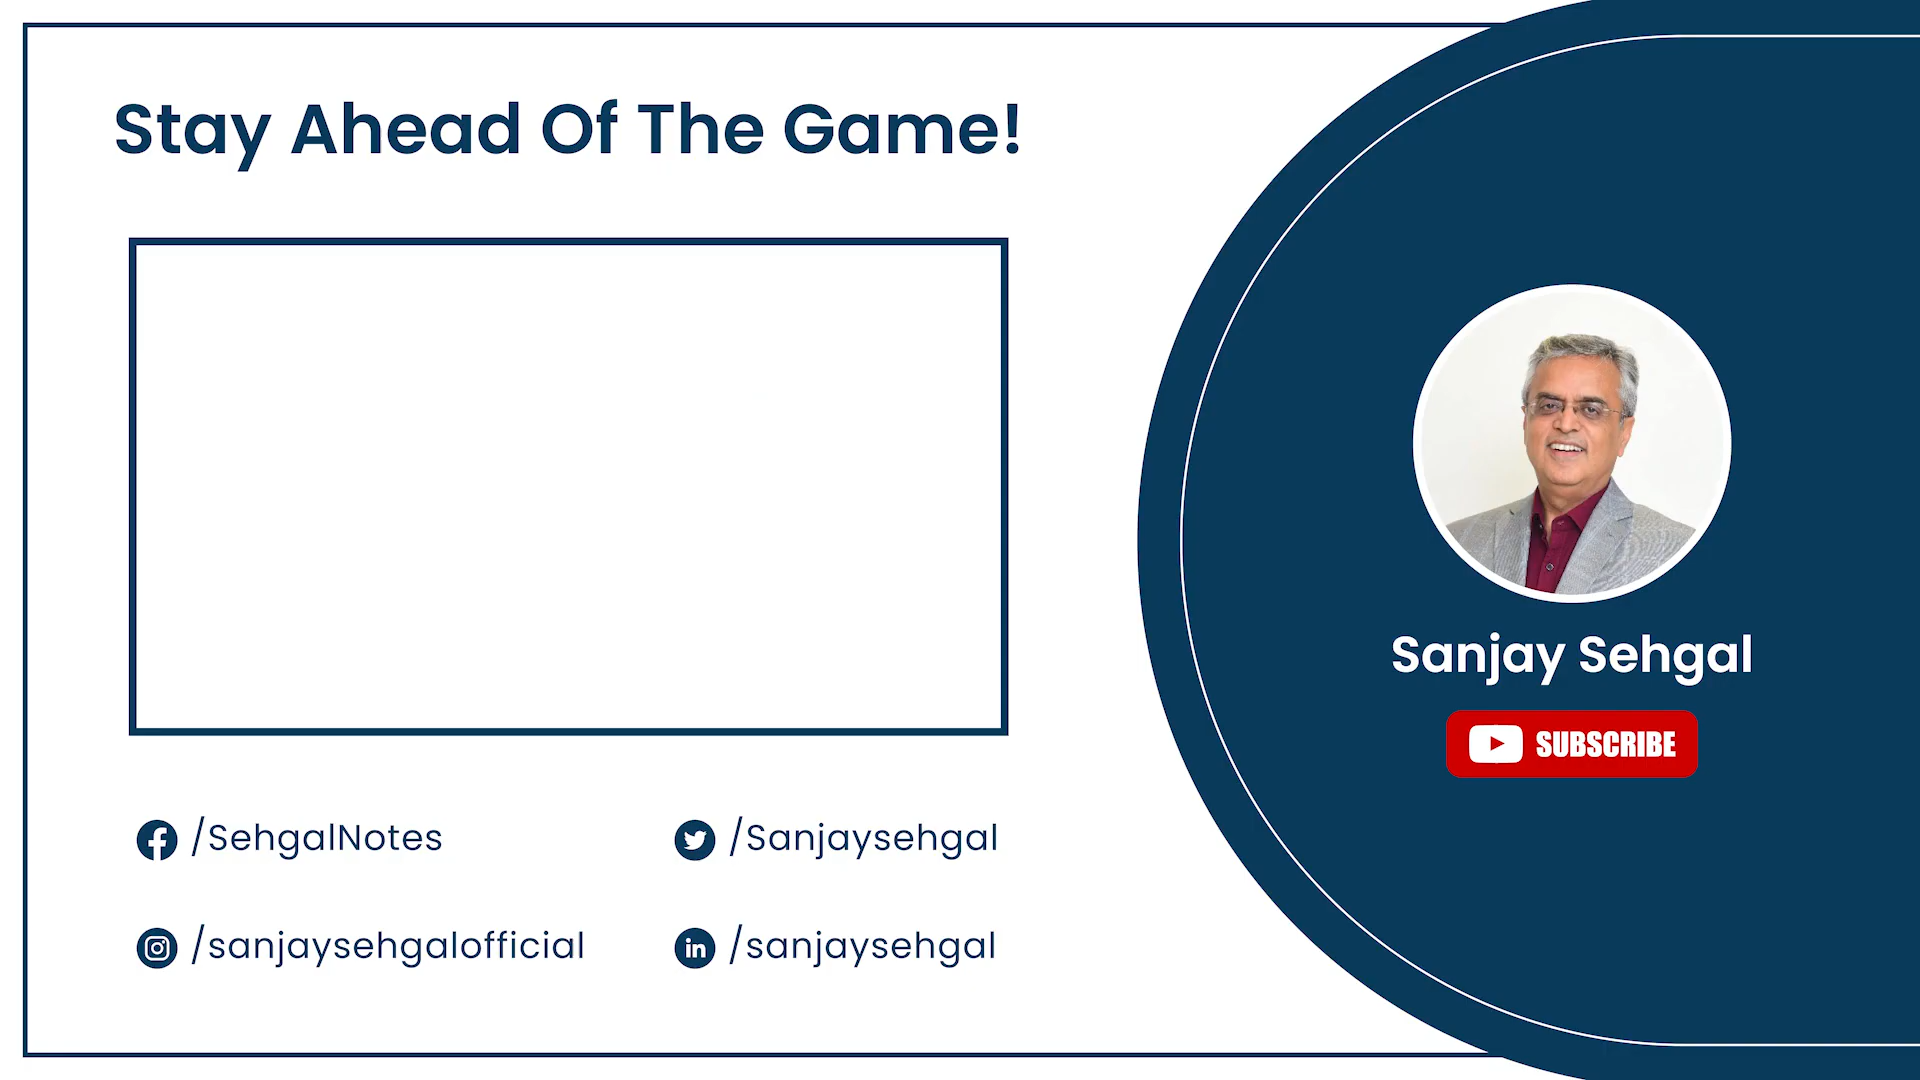 Stay Ahead Of The Game!
/SehgalNotes
/Sanjaysehgal
/sanjaysehgalofficial
/sanjaysehgal
Sanjay Sehgal
SUBSCRIBE